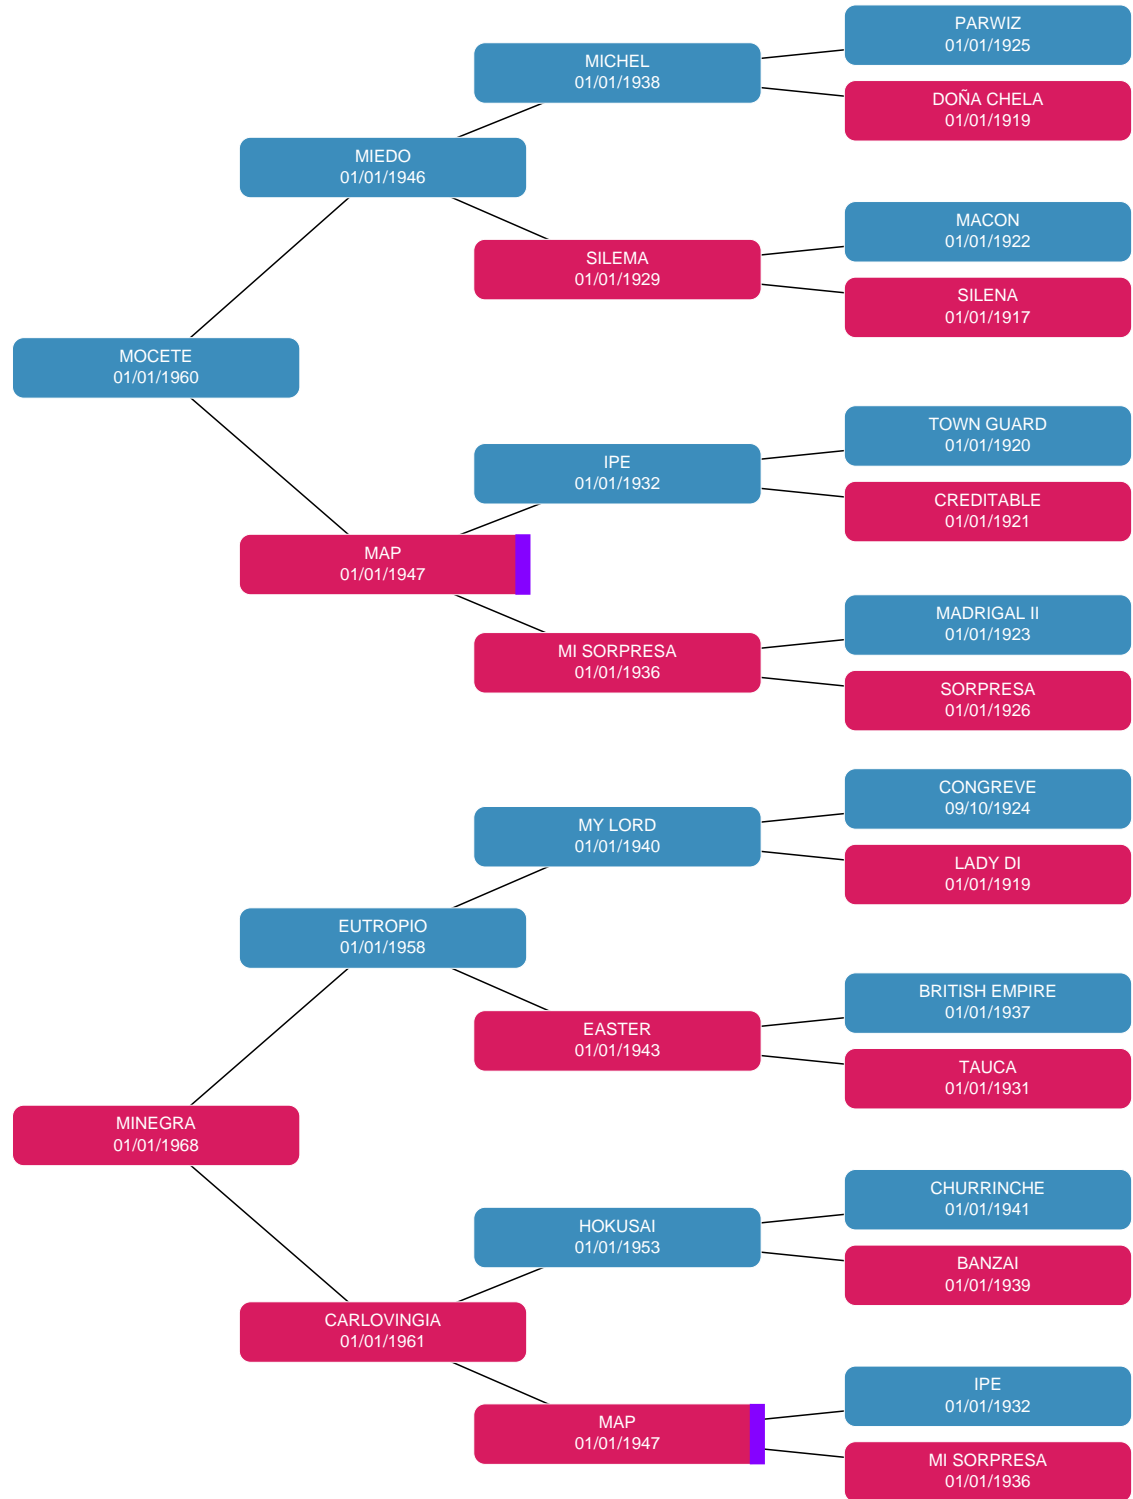 PARWIZ
01/01/1925
MICHEL
01/01/1938
DOÑA CHELA
01/01/1919
MIEDO
01/01/1946
MACON
01/01/1922
SILEMA
01/01/1929
SILENA
01/01/1917
MOCETE
01/01/1960
TOWN GUARD
01/01/1920
IPE
01/01/1932
CREDITABLE
01/01/1921
MAP
01/01/1947
MADRIGAL II
01/01/1923
MI SORPRESA
01/01/1936
SORPRESA
01/01/1926
CONGREVE
09/10/1924
MY LORD
01/01/1940
LADY DI
01/01/1919
EUTROPIO
01/01/1958
BRITISH EMPIRE
01/01/1937
EASTER
01/01/1943
TAUCA
01/01/1931
MINEGRA
01/01/1968
CHURRINCHE
01/01/1941
HOKUSAI
01/01/1953
BANZAI
01/01/1939
CARLOVINGIA
01/01/1961
IPE
01/01/1932
MAP
01/01/1947
MI SORPRESA
01/01/1936